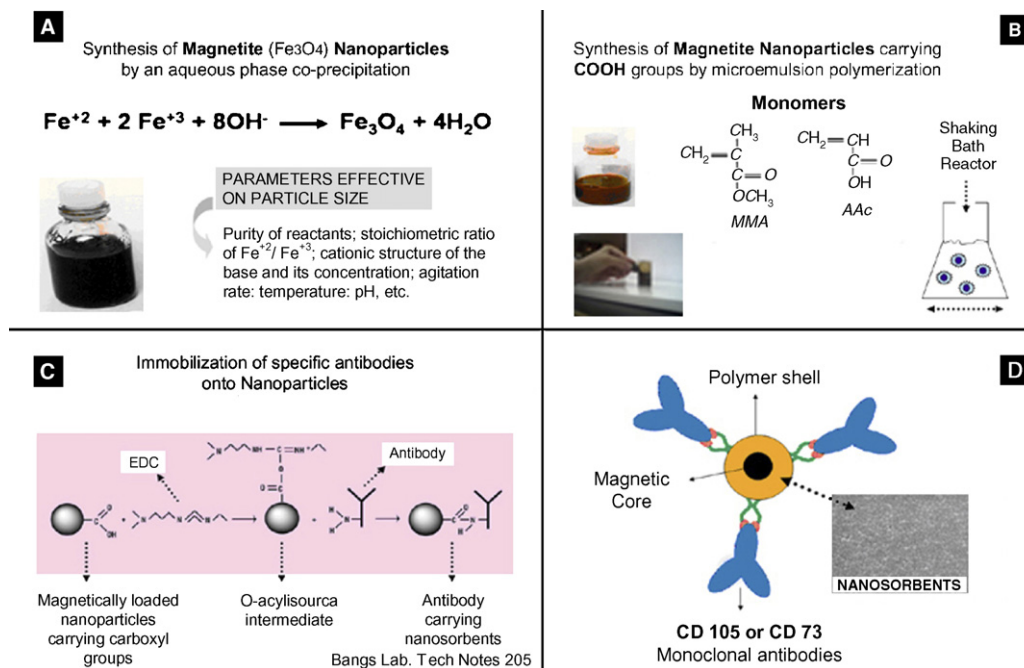 A
Synthesis of Magnetite (Fe3O4) Nanoparticles
by an aqueous phase co-precipitation
Fe+2 + 2 Fe+3 + 8OH- ⟶ Fe3O4 + 4H2O
PARAMETERS EFFECTIVE
ON PARTICLE SIZE
Purity of reactants; stoichiometric ratio
of Fe+2/ Fe+3; cationic structure of the
base and its concentration; agitation
rate: temperature: pH, etc.
B
Synthesis of Magnetite Nanoparticles carrying
COOH groups by microemulsion polymerization
Monomers
CH3
CH2=C
C=O
OCH3
MMA
CH2=CH
C=O
OH
AAc
Shaking
Bath
Reactor
C
Immobilization of specific antibodies
onto Nanoparticles
EDC
Antibody
Magnetically loaded
nanoparticles
carrying carboxyl
groups
O-acylisourca
intermediate
Antibody
carrying
nanosorbents
Bangs Lab. Tech Notes 205
D
Polymer shell
Magnetic
Core
NANOSORBENTS
CD 105 or CD 73
Monoclonal antibodies